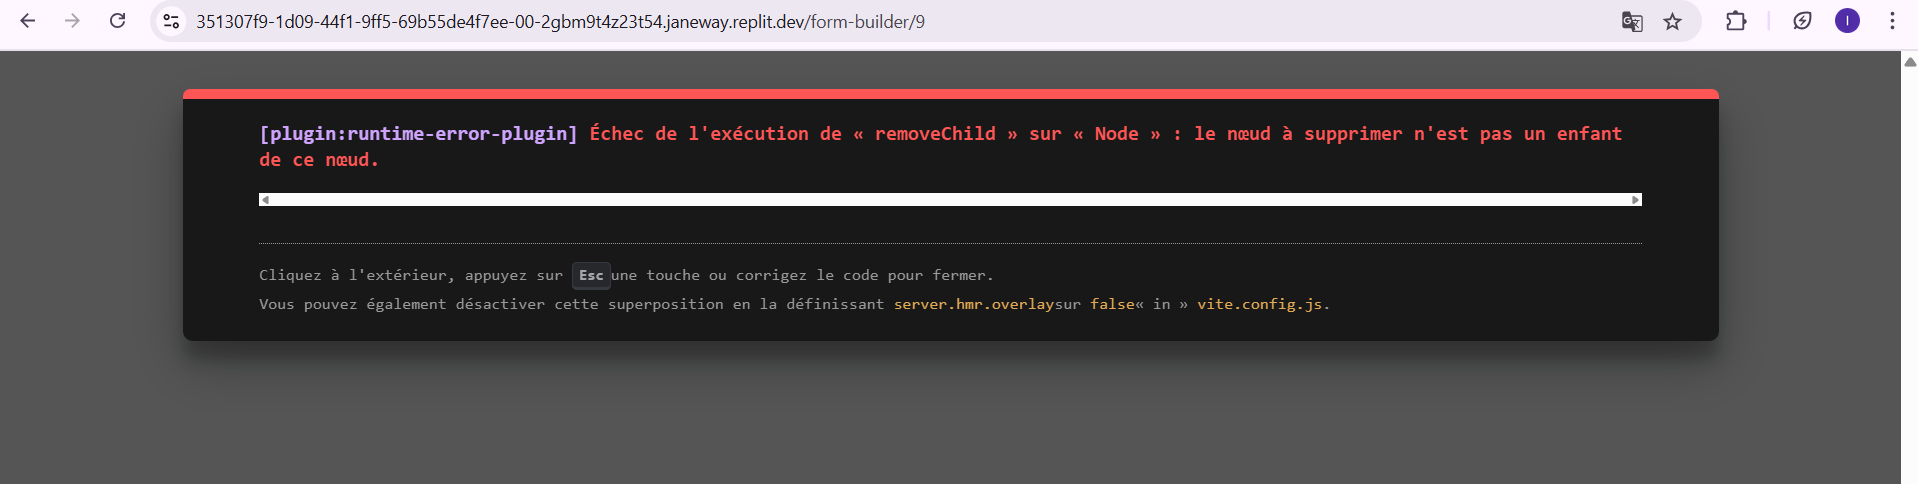 351307f9-1d09-44f1-9ff5-69b55de4f7ee-00-2gbm9t4z23t54.janeway.replit.dev/form-builder/9
I
[plugin:runtime-error-plugin] Échec de l'exécution de « removeChild » sur « Node » : le nœud à supprimer n'est pas un enfant
de ce nœud.
Cliquez à l'extérieur, appuyez sur Esc une touche ou corrigez le code pour fermer.
Vous pouvez également désactiver cette superposition en la définissant server.hmr.overlaysur false« in » vite.config.js.